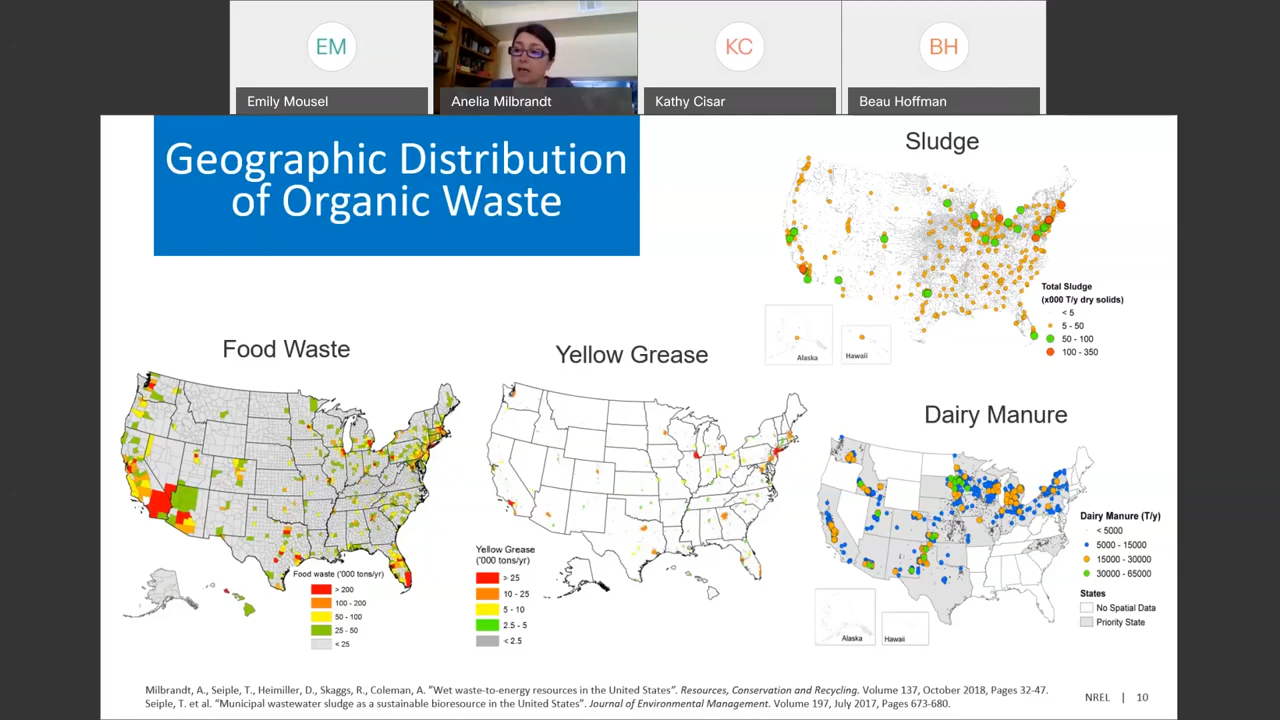 EM
KC
BH
Emily Mousel
Anelia Milbrandt
Kathy Cisar
Beau Hoffman
Geographic Distribution
of Organic Waste
Sludge
Total Sludge
(x000 T/y dry solids)
< 5
5 - 50
50 - 100
100 - 350
Alaska
Hawaii
Food Waste
Food waste ('000 tons/yr)
> 200
100 - 200
50 - 100
25 - 50
< 25
Yellow Grease
Yellow Grease
('000 tons/yr)
> 25
10 - 25
5 - 10
2.5 - 5
< 2.5
Dairy Manure
Dairy Manure (T/y)
< 5000
5000 - 15000
15000 - 30000
30000 - 65000
States
No Spatial Data
Priority State
Alaska
Hawaii
Milbrandt, A., Seiple, T., Heimiller, D., Skaggs, R., Coleman, A. "Wet waste-to-energy resources in the United States". Resources, Conservation and Recycling. Volume 137, October 2018, Pages 32-47.
Seiple, T. et al. "Municipal wastewater sludge as a sustainable bioresource in the United States". Journal of Environmental Management. Volume 197, July 2017, Pages 673-680.
NREL | 10